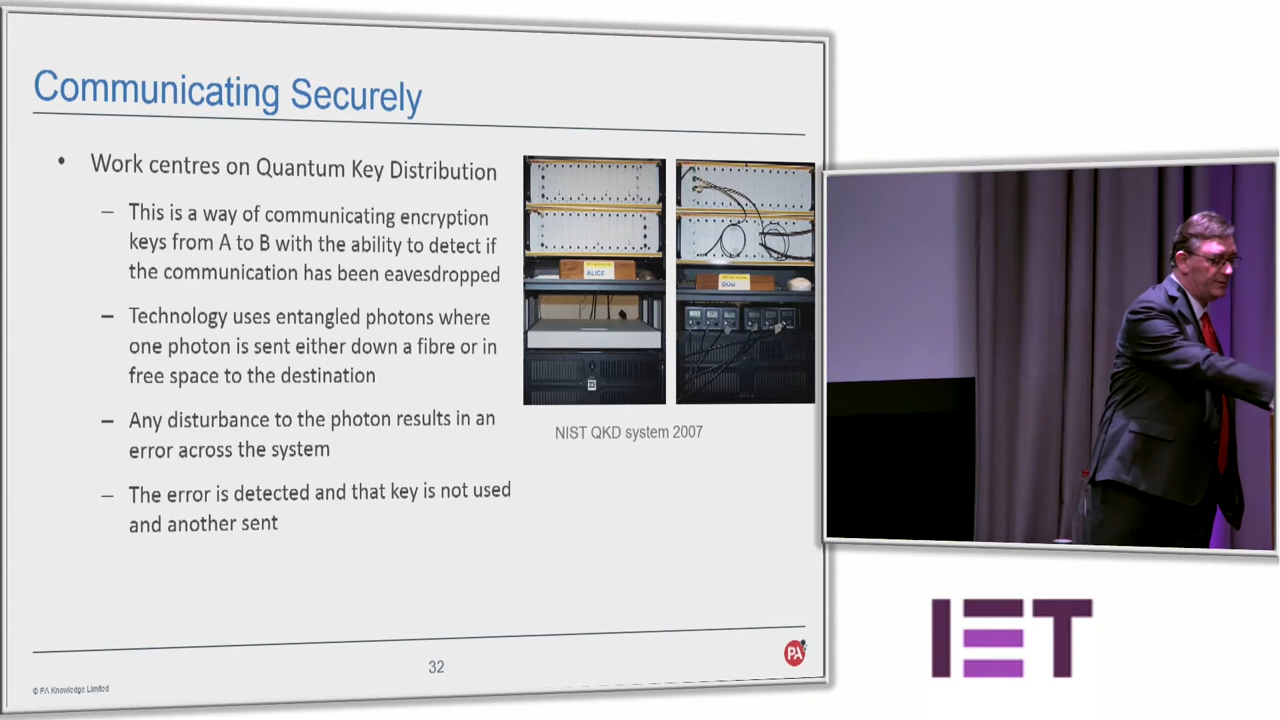 Communicating Securely
• Work centres on Quantum Key Distribution
– This is a way of communicating encryption
keys from A to B with the ability to detect if
the communication has been eavesdropped
– Technology uses entangled photons where
one photon is sent either down a fibre or in
free space to the destination
– Any disturbance to the photon results in an
error across the system
– The error is detected and that key is not used
and another sent
ALICE
NIST QKD system 2007
32
PA
© PA Knowledge Limited
IET